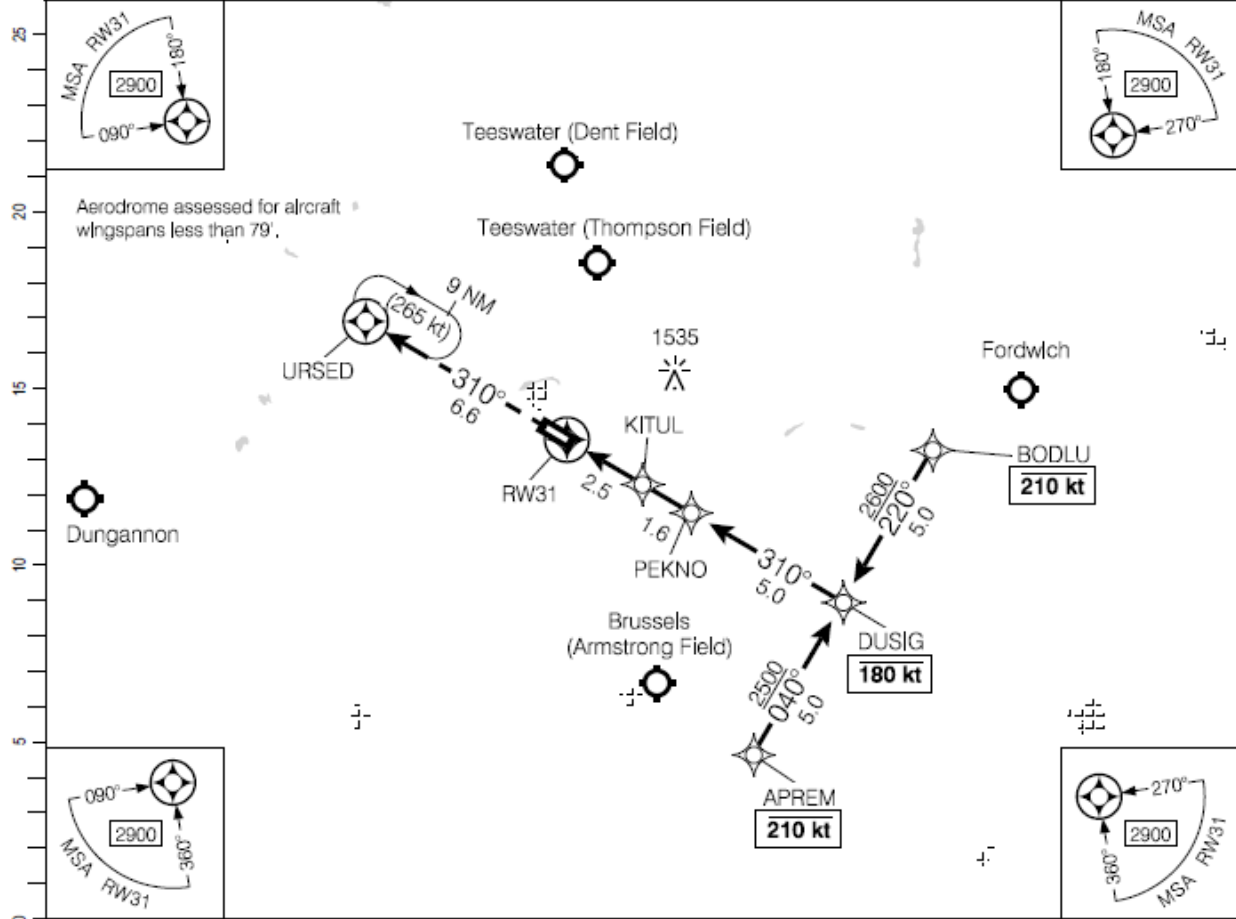 25
20
15
10
5
0
MSA RW31
180°
2900
090°
MSA RW31
180°
2900
270°
Teeswater (Dent Field)
Aerodrome assessed for aircraft
wingspans less than 79'.
Teeswater (Thompson Field)
9 NM
(265 kt)
URSED
1535
Fordwich
310°
6.6
KITUL
BODLU
210 kt
RW31
2.5
2600
220°
5.0
Dungannon
1.6
PEKNO
310°
5.0
Brussels
(Armstrong Field)
DUSIG
180 kt
2500
040°
5.0
APREM
210 kt
090°
2900
360°
MSA RW31
270°
2900
360°
MSA RW31